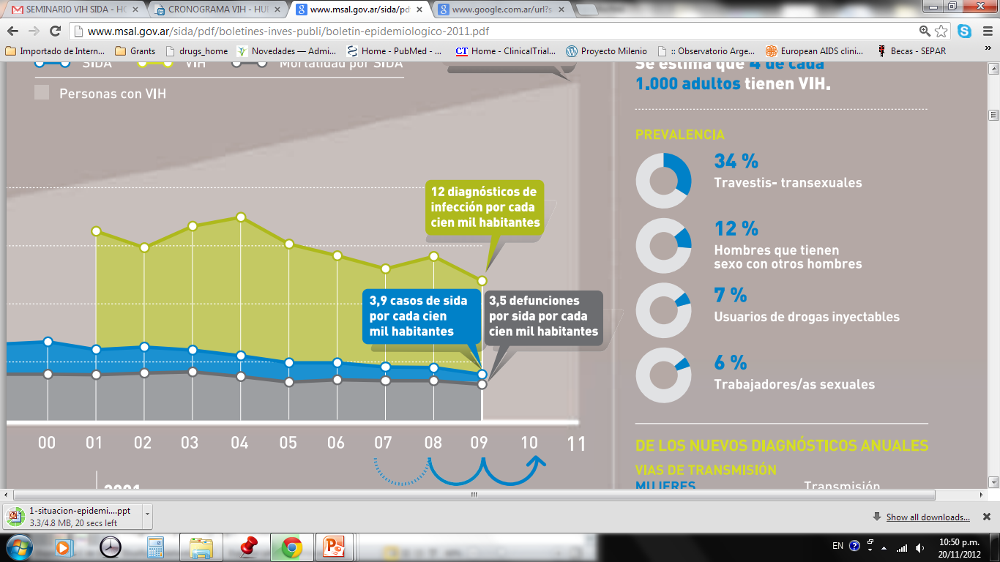 SEMINARIO VIH SIDA - HO
CRONOGRAMA VIH - HUI
www.msal.gov.ar/sida/pd
www.google.com.ar/url?s
www.msal.gov.ar/sida/pdf/boletines-inves-publi/boletin-epidemiologico-2011.pdf
Importado de Intern...
Grants
drugs_home
Novedades — Admi...
Home - PubMed - ...
CT Home - ClinicalTrial...
Proyecto Milenio
:: Observatorio Arge...
European AIDS clini...
Becas - SEPAR
»
SIDA
VIH
Mortalidad por SIDA
Personas con VIH
12 diagnósticos de
infección por cada
cien mil habitantes
3,9 casos de sida
por cada cien
mil habitantes
3,5 defunciones
por sida por cada
cien mil habitantes
00 01 02 03 04 05 06 07 08 09 10 11
2001
Se estima que 4 de cada
1.000 adultos tienen VIH.
PREVALENCIA
34 %
Travestis- transexuales
12 %
Hombres que tienen
sexo con otros hombres
7 %
Usuarios de drogas inyectables
6 %
Trabajadores/as sexuales
DE LOS NUEVOS DIAGNÓSTICOS ANUALES
VIAS DE TRANSMISIÓN
MUJERES
Transmisión
1-situacion-epidemi....ppt
3.3/4.8 MB, 20 secs left
Show all downloads...
EN
10:50 p.m.
20/11/2012